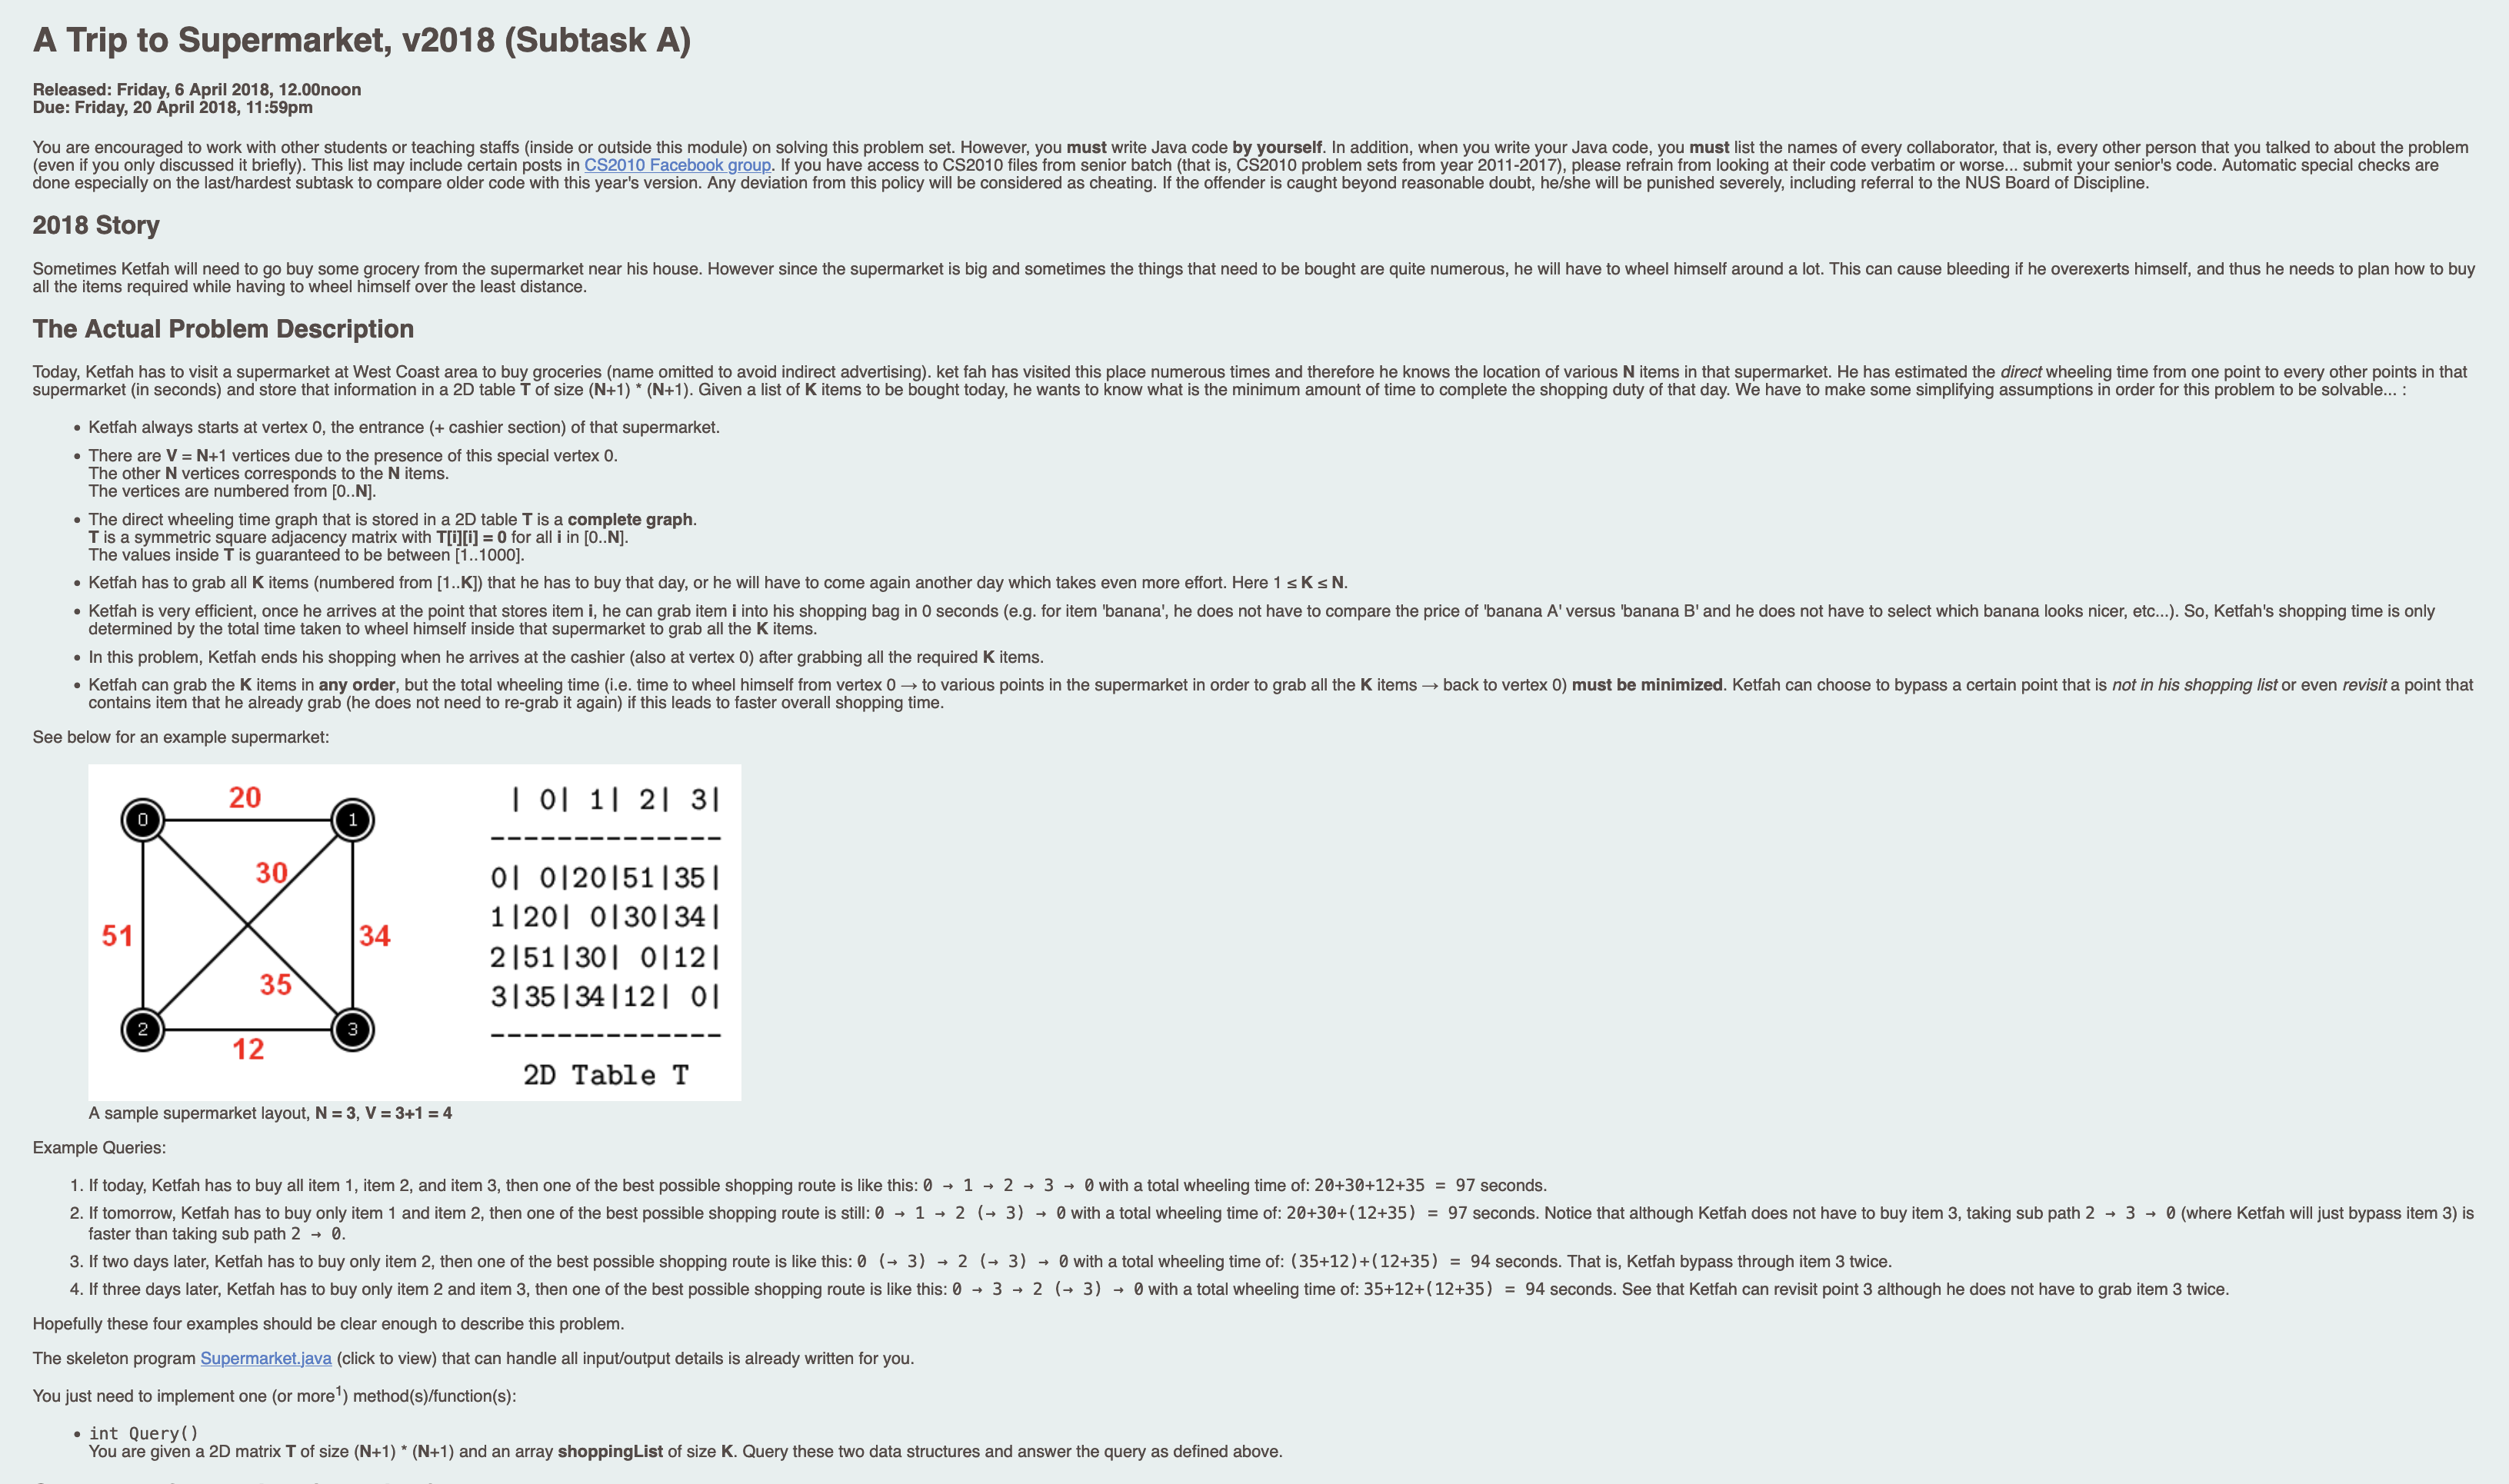 A Trip to Supermarket, v2018 (Subtask A)
Released: Friday, 6 April 2018, 12.00noon
Due: Friday, 20 April 2018, 11:59pm
You are encouraged to work with other students or teaching staffs (inside or outside this module) on solving this problem set. However, you must write Java code by yourself. In addition, when you write your Java code, you must list the names of every collaborator, that is, every other person that you talked to about the problem
(even if you only discussed it briefly). This list may include certain posts in CS2010 Facebook group. If you have access to CS2010 files from senior batch (that is, CS2010 problem sets from year 2011-2017), please refrain from looking at their code verbatim or worse... submit your senior's code. Automatic special checks are
done especially on the last/hardest subtask to compare older code with this year's version. Any deviation from this policy will be considered as cheating. If the offender is caught beyond reasonable doubt, he/she will be punished severely, including referral to the NUS Board of Discipline.
2018 Story
Sometimes Ketfah will need to go buy some grocery from the supermarket near his house. However since the supermarket is big and sometimes the things that need to be bought are quite numerous, he will have to wheel himself around a lot. This can cause bleeding if he overexerts himself, and thus he needs to plan how to buy
all the items required while having to wheel himself over the least distance.
The Actual Problem Description
Today, Ketfah has to visit a supermarket at West Coast area to buy groceries (name omitted to avoid indirect advertising). ket fah has visited this place numerous times and therefore he knows the location of various N items in that supermarket. He has estimated the direct wheeling time from one point to every other points in that
supermarket (in seconds) and store that information in a 2D table T of size (N+1) * (N+1). Given a list of K items to be bought today, he wants to know what is the minimum amount of time to complete the shopping duty of that day. We have to make some simplifying assumptions in order for this problem to be solvable... :
• Ketfah always starts at vertex 0, the entrance (+ cashier section) of that supermarket.
• There are V = N+1 vertices due to the presence of this special vertex 0.
The other N vertices corresponds to the N items.
The vertices are numbered from [0..N].
• The direct wheeling time graph that is stored in a 2D table T is a complete graph.
T is a symmetric square adjacency matrix with T[i][i] = 0 for all i in [0..N].
The values inside T is guaranteed to be between [1..1000].
• Ketfah has to grab all K items (numbered from [1..K]) that he has to buy that day, or he will have to come again another day which takes even more effort. Here 1 ≤ K ≤ N.
• Ketfah is very efficient, once he arrives at the point that stores item i, he can grab item i into his shopping bag in 0 seconds (e.g. for item 'banana', he does not have to compare the price of 'banana A' versus 'banana B' and he does not have to select which banana looks nicer, etc...). So, Ketfah's shopping time is only
determined by the total time taken to wheel himself inside that supermarket to grab all the K items.
• In this problem, Ketfah ends his shopping when he arrives at the cashier (also at vertex 0) after grabbing all the required K items.
• Ketfah can grab the K items in any order, but the total wheeling time (i.e. time to wheel himself from vertex 0 → to various points in the supermarket in order to grab all the K items → back to vertex 0) must be minimized. Ketfah can choose to bypass a certain point that is not in his shopping list or even revisit a point that
contains item that he already grab (he does not need to re-grab it again) if this leads to faster overall shopping time.
See below for an example supermarket:
20
0
1
30
51
34
35
2
3
12
| 0| 1| 2| 3|
--------------
0| 0|20|51|35|
1|20| 0|30|34|
2|51|30| 0|12|
3|35|34|12| 0|
--------------
2D Table T
A sample supermarket layout, N = 3, V = 3+1 = 4
Example Queries:
1. If today, Ketfah has to buy all item 1, item 2, and item 3, then one of the best possible shopping route is like this: 0 → 1 → 2 → 3 → 0 with a total wheeling time of: 20+30+12+35 = 97 seconds.
2. If tomorrow, Ketfah has to buy only item 1 and item 2, then one of the best possible shopping route is still: 0 → 1 → 2 (→ 3) → 0 with a total wheeling time of: 20+30+(12+35) = 97 seconds. Notice that although Ketfah does not have to buy item 3, taking sub path 2 → 3 → 0 (where Ketfah will just bypass item 3) is
faster than taking sub path 2 → 0.
3. If two days later, Ketfah has to buy only item 2, then one of the best possible shopping route is like this: 0 (→ 3) → 2 (→ 3) → 0 with a total wheeling time of: (35+12)+(12+35) = 94 seconds. That is, Ketfah bypass through item 3 twice.
4. If three days later, Ketfah has to buy only item 2 and item 3, then one of the best possible shopping route is like this: 0 → 3 → 2 (→ 3) → 0 with a total wheeling time of: 35+12+(12+35) = 94 seconds. See that Ketfah can revisit point 3 although he does not have to grab item 3 twice.
Hopefully these four examples should be clear enough to describe this problem.
The skeleton program Supermarket.java (click to view) that can handle all input/output details is already written for you.
You just need to implement one (or more1) method(s)/function(s):
• int Query()
You are given a 2D matrix T of size (N+1) * (N+1) and an array shoppingList of size K. Query these two data structures and answer the query as defined above.